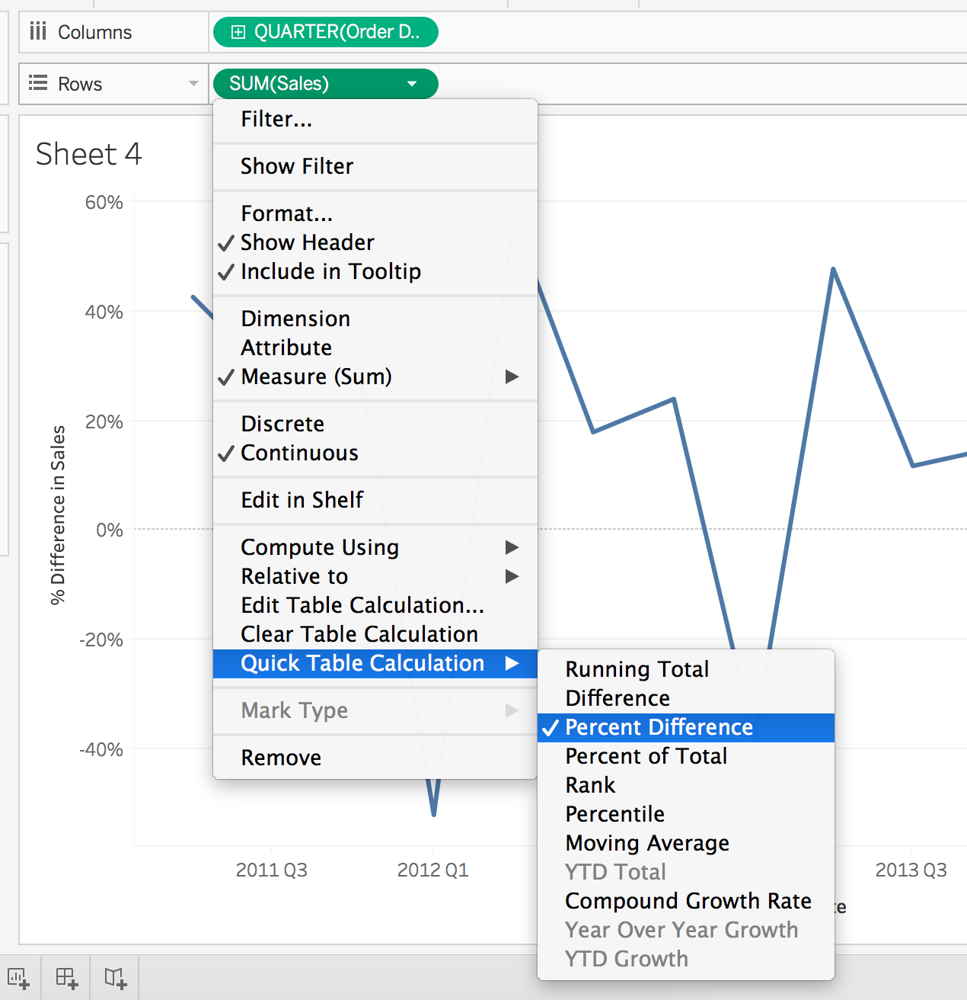 Columns
QUARTER(Order D..
Rows
SUM(Sales)
Sheet 4
Filter...
Show Filter
Format...
Show Header
Include in Tooltip
Dimension
Attribute
Measure (Sum)
Discrete
Continuous
Edit in Shelf
Compute Using
Relative to
Edit Table Calculation...
Clear Table Calculation
Quick Table Calculation
Mark Type
Remove
Running Total
Difference
Percent Difference
Percent of Total
Rank
Percentile
Moving Average
YTD Total
Compound Growth Rate
Year Over Year Growth
YTD Growth
60%
40%
20%
0%
-20%
-40%
% Difference in Sales
2011 Q3
2012 Q1
2013 Q3